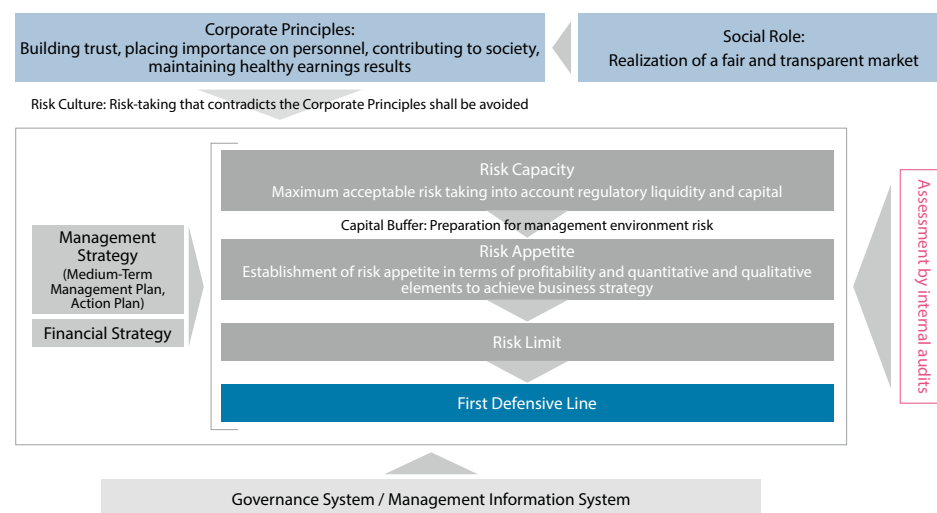 Corporate Principles:
Building trust, placing importance on personnel, contributing to society,
maintaining healthy earnings results
Social Role:
Realization of a fair and transparent market
Risk Culture: Risk-taking that contradicts the Corporate Principles shall be avoided
Management
Strategy
(Medium-Term
Management Plan,
Action Plan)
Financial Strategy
Risk Capacity
Maximum acceptable risk taking into account regulatory liquidity and capital
Capital Buffer: Preparation for management environment risk
Risk Appetite
Establishment of risk appetite in terms of profitability and quantitative and qualitative
elements to achieve business strategy
Risk Limit
First Defensive Line
Assessment by internal audits
Governance System / Management Information System